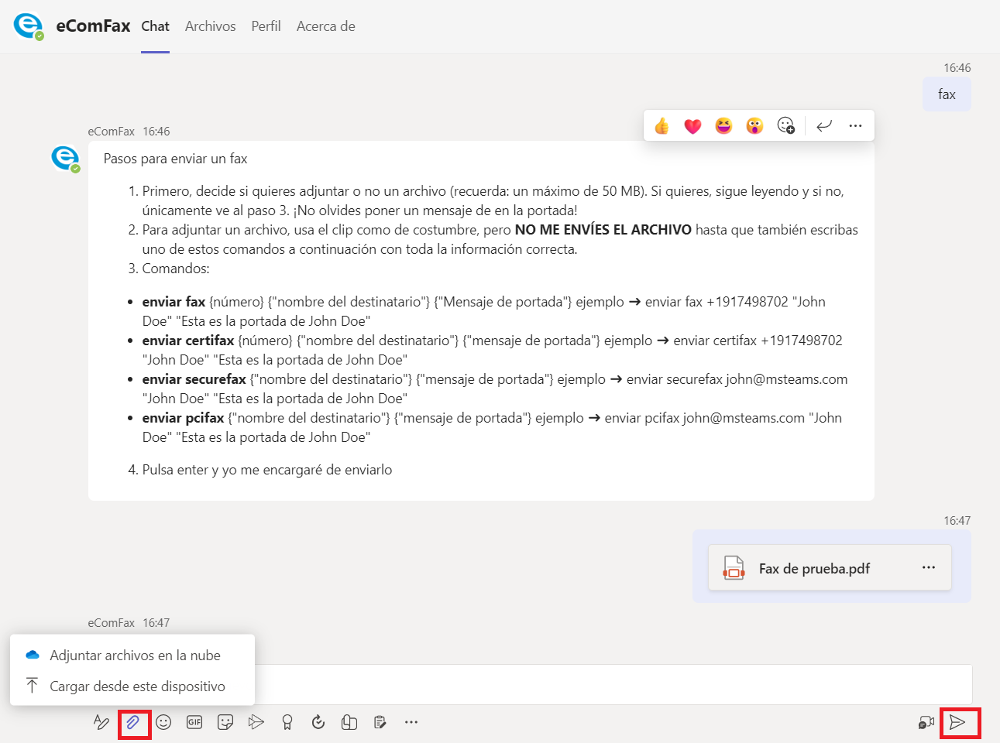 eComFax Chat Archivos Perfil Acerca de
16:46
fax
eComFax 16:46
Pasos para enviar un fax
1. Primero, decide si quieres adjuntar o no un archivo (recuerda: un máximo de 50 MB). Si quieres, sigue leyendo y si no,
únicamente ve al paso 3. ¡No olvides poner un mensaje de en la portada!
2. Para adjuntar un archivo, usa el clip como de costumbre, pero NO ME ENVÍES EL ARCHIVO hasta que también escribas
uno de estos comandos a continuación con toda la información correcta.
3. Comandos:
• enviar fax {número} {"nombre del destinatario"} {"Mensaje de portada"} ejemplo ➔ enviar fax +1917498702 "John
Doe" "Esta es la portada de John Doe"
• enviar certifax {número} {"nombre del destinatario"} {"mensaje de portada"} ejemplo ➔ enviar certifax +1917498702
"John Doe" "Esta es la portada de John Doe"
• enviar securefax {"nombre del destinatario"} {"mensaje de portada"} ejemplo ➔ enviar securefax john@msteams.com
"John Doe" "Esta es la portada de John Doe"
• enviar pcifax {"nombre del destinatario"} {"mensaje de portada"} ejemplo ➔ enviar pcifax john@msteams.com "John
Doe" "Esta es la portada de John Doe"
4. Pulsa enter y yo me encargaré de enviarlo
16:47
Fax de prueba.pdf
eComFax 16:47
Adjuntar archivos en la nube
Cargar desde este dispositivo
GIF